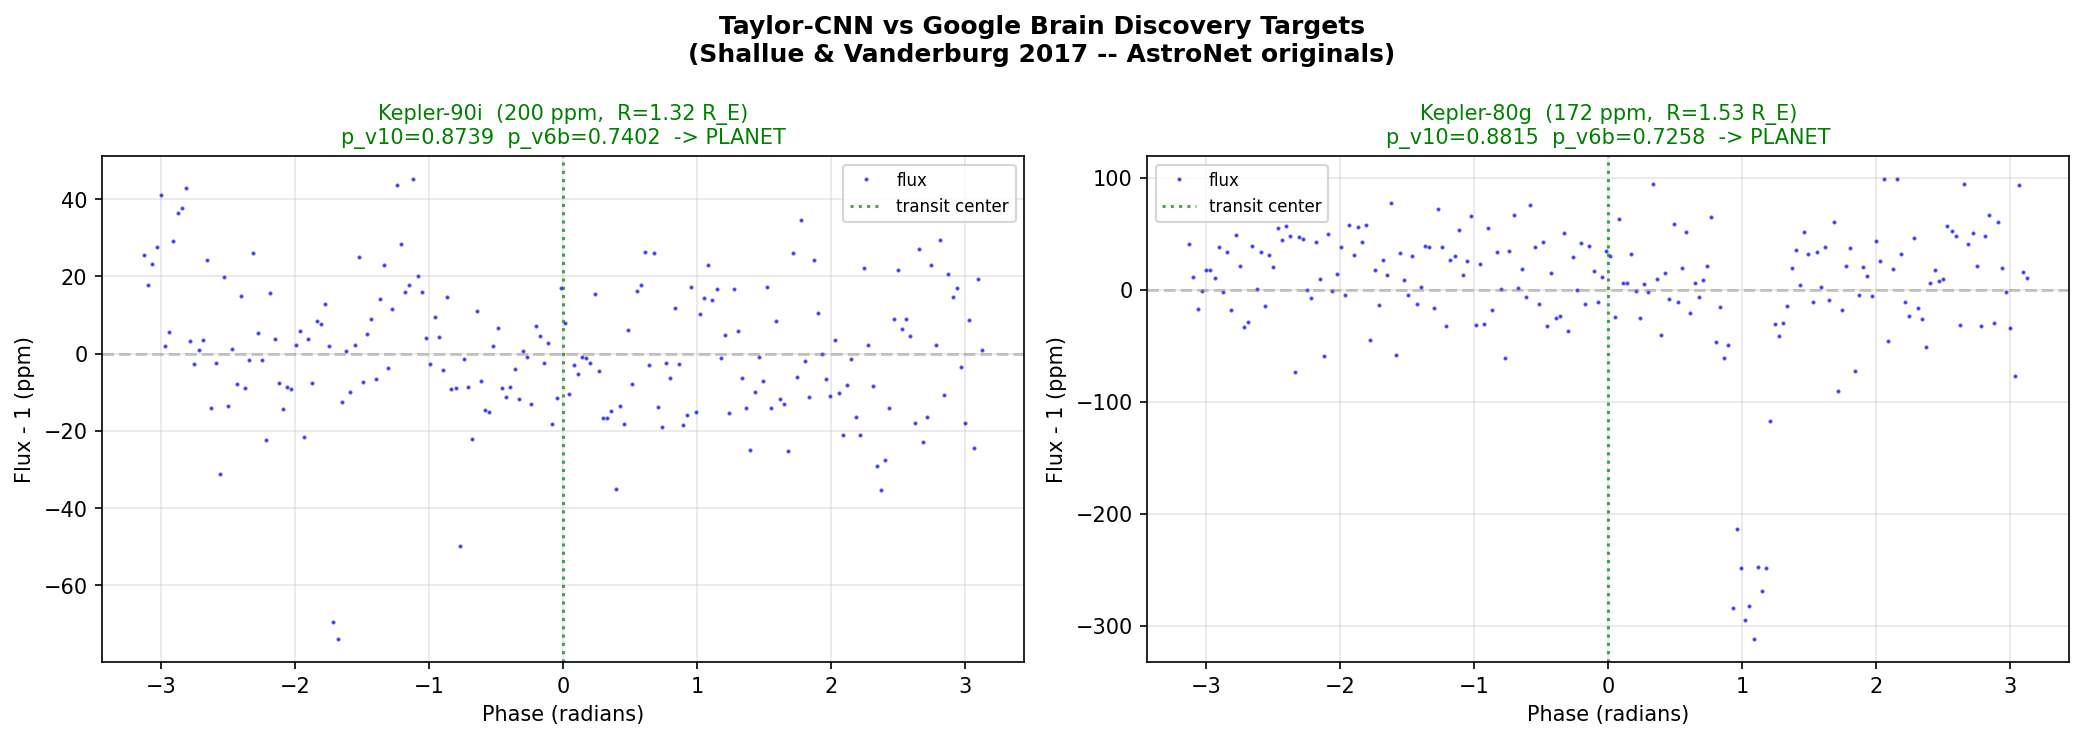 Taylor-CNN vs Google Brain Discovery Targets
(Shallue & Vanderburg 2017 -- AstroNet originals)
Kepler-90i  (200 ppm,  R=1.32 R_E)
p_v10=0.8739  p_v6b=0.7402  -> PLANET
flux
transit center
40
20
0
−20
−40
−60
Flux - 1 (ppm)
−3
−2
−1
0
1
2
3
Phase (radians)
Kepler-80g  (172 ppm,  R=1.53 R_E)
p_v10=0.8815  p_v6b=0.7258  -> PLANET
flux
transit center
100
0
−100
−200
−300
Flux - 1 (ppm)
−3
−2
−1
0
1
2
3
Phase (radians)